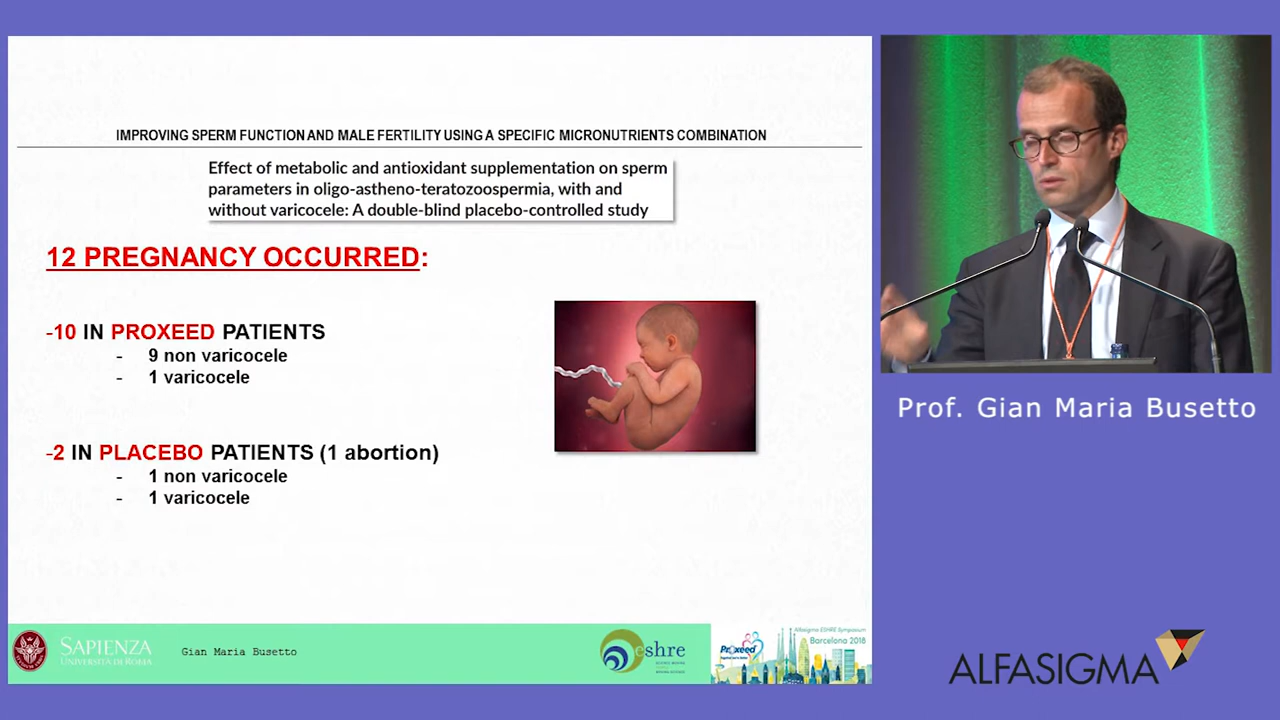 IMPROVING SPERM FUNCTION AND MALE FERTILITY USING A SPECIFIC MICRONUTRIENTS COMBINATION
Effect of metabolic and antioxidant supplementation on sperm
parameters in oligo-astheno-teratozoospermia, with and
without varicocele: A double-blind placebo-controlled study
12 PREGNANCY OCCURRED:
-10 IN PROXEED PATIENTS
- 9 non varicocele
- 1 varicocele
-2 IN PLACEBO PATIENTS (1 abortion)
- 1 non varicocele
- 1 varicocele
SAPIENZA
UNIVERSITÀ DI ROMA
Gian Maria Busetto
eshre
Proxeed
Alfasigma ESHRE Symposium
Barcelona 2018
Prof. Gian Maria Busetto
ALFASIGMA